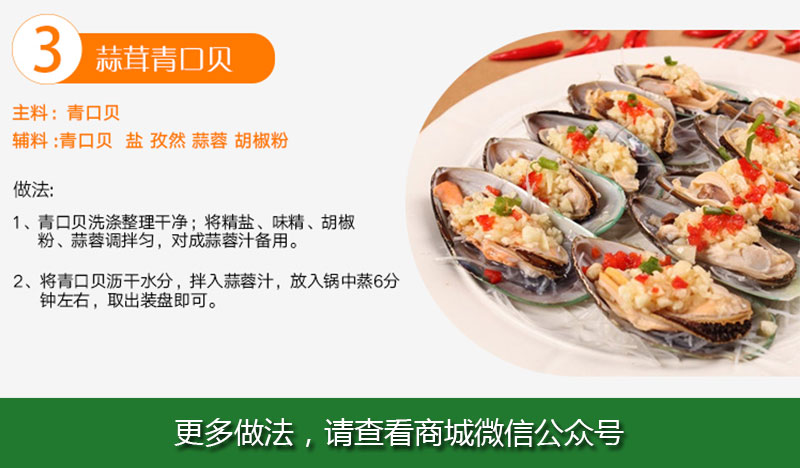 3 蒜茸青口贝
主料：青口贝
辅料 :青口贝 盐 孜然 蒜蓉 胡椒粉
做法:
1、青口贝洗涤整理干净；将精盐、味精、胡椒
粉、蒜蓉调拌匀，对成蒜蓉汁备用。
2、将青口贝沥干水分，拌入蒜蓉汁，放入锅中蒸6分
钟左右，取出装盘即可。
更多做法，请查看商城微信公众号